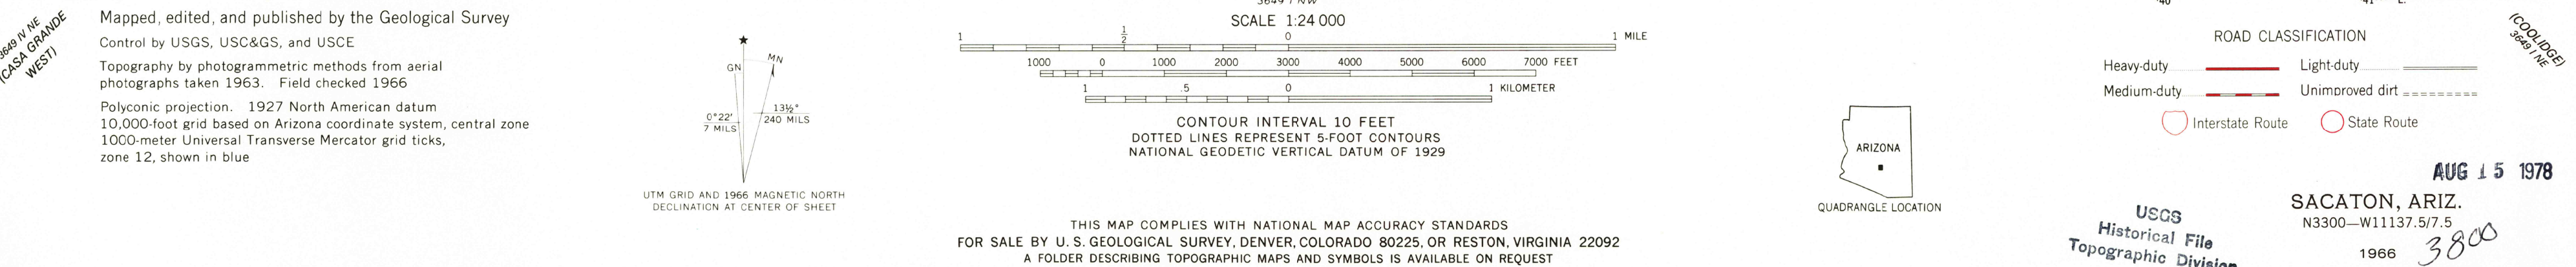 3649 IV NE
(CASA GRANDE
WEST)
Mapped, edited, and published by the Geological Survey
Control by USGS, USC&GS, and USCE
Topography by photogrammetric methods from aerial
photographs taken 1963. Field checked 1966
Polyconic projection. 1927 North American datum
10,000-foot grid based on Arizona coordinate system, central zone
1000-meter Universal Transverse Mercator grid ticks,
zone 12, shown in blue
★
GN
MN
0°22'
7 MILS
13½°
240 MILS
UTM GRID AND 1966 MAGNETIC NORTH
DECLINATION AT CENTER OF SHEET
3649 I NW
SCALE 1:24 000
1 ½ 0 1 MILE
1000 0 1000 2000 3000 4000 5000 6000 7000 FEET
1 .5 0 1 KILOMETER
CONTOUR INTERVAL 10 FEET
DOTTED LINES REPRESENT 5-FOOT CONTOURS
NATIONAL GEODETIC VERTICAL DATUM OF 1929
THIS MAP COMPLIES WITH NATIONAL MAP ACCURACY STANDARDS
FOR SALE BY U. S. GEOLOGICAL SURVEY, DENVER, COLORADO 80225, OR RESTON, VIRGINIA 22092
A FOLDER DESCRIBING TOPOGRAPHIC MAPS AND SYMBOLS IS AVAILABLE ON REQUEST
ARIZONA
QUADRANGLE LOCATION
ROAD CLASSIFICATION
Heavy-duty Light-duty
Medium-duty Unimproved dirt
Interstate Route State Route
(COOLIDGE)
3649 I NE
AUG 15 1978
SACATON, ARIZ.
N3300—W11137.5/7.5
1966
3800
USGS
Historical File
Topographic Division